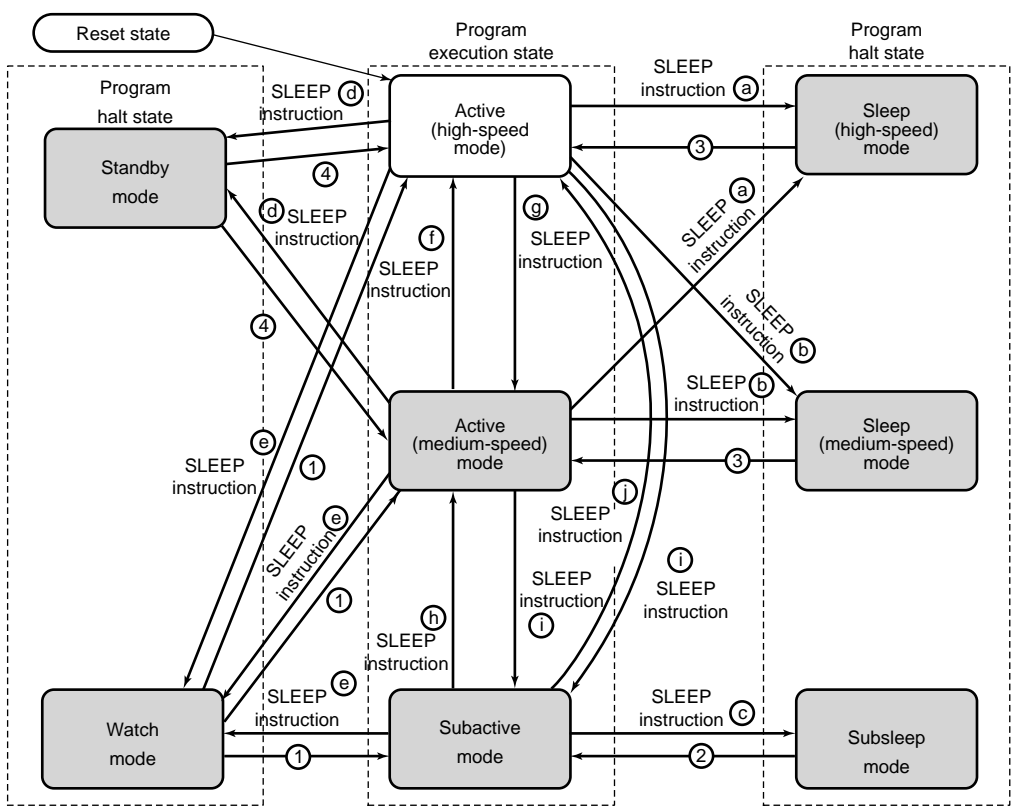 Reset state
Program
execution state
Program
halt state
Program
halt state
SLEEP
instruction
d
Active
(high-speed
mode)
SLEEP
instruction
a
Sleep
(high-speed)
mode
Standby
mode
4
3
d
SLEEP
instruction
f
SLEEP
instruction
g
SLEEP
instruction
SLEEP
instruction
a
4
SLEEP
instruction
b
SLEEP
instruction
b
Active
(medium-speed)
mode
Sleep
(medium-speed)
mode
3
e
SLEEP
instruction
1
SLEEP
instruction
e
1
j
SLEEP
instruction
i
SLEEP
instruction
SLEEP
instruction
i
h
SLEEP
instruction
SLEEP
instruction
e
SLEEP
instruction
c
Watch
mode
1
Subactive
mode
2
Subsleep
mode